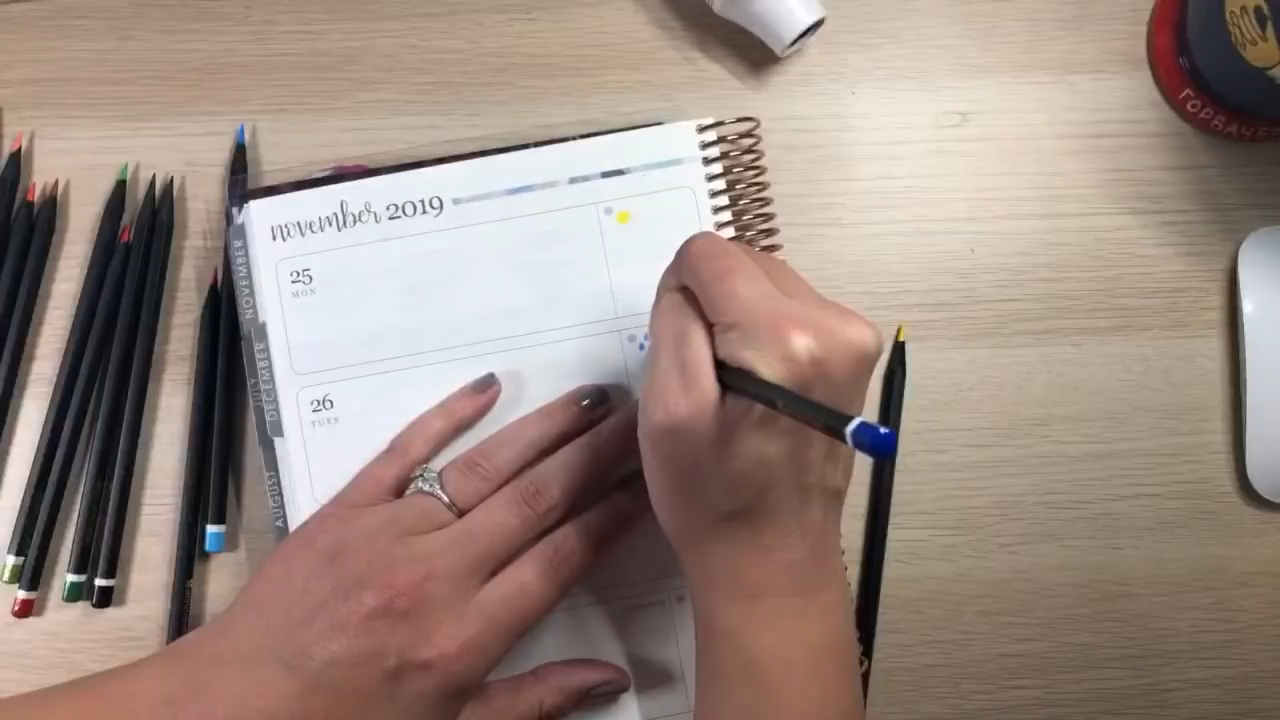 november 2019
25
MON
26
TUES
NOVEMBER
DECEMBER
JULY
AUGUST
ГОРБАЧЕ